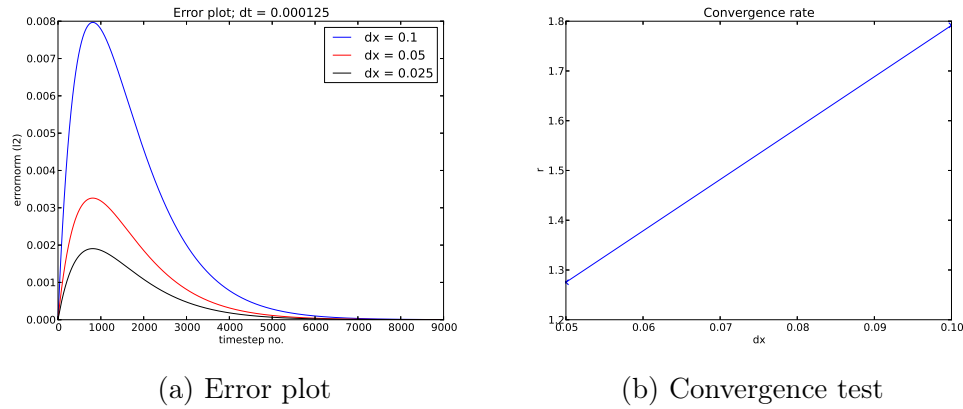 Error plot; dt = 0.000125
0.008
0.007
0.006
0.005
0.004
0.003
0.002
0.001
0.000
errornorm (l2)
0 1000 2000 3000 4000 5000 6000 7000 8000 9000
timestep no.
dx = 0.1
dx = 0.05
dx = 0.025
(a) Error plot
Convergence rate
1.8
1.7
1.6
1.5
1.4
1.3
1.2
r
0.05 0.06 0.07 0.08 0.09 0.10
dx
(b) Convergence test